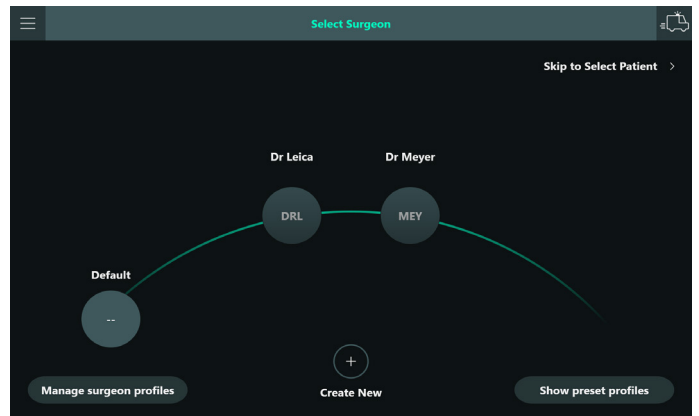 Select Surgeon
Skip to Select Patient >
Dr Leica
Dr Meyer
DRL
MEY
Default
--
+
Manage surgeon profiles
Create New
Show preset profiles